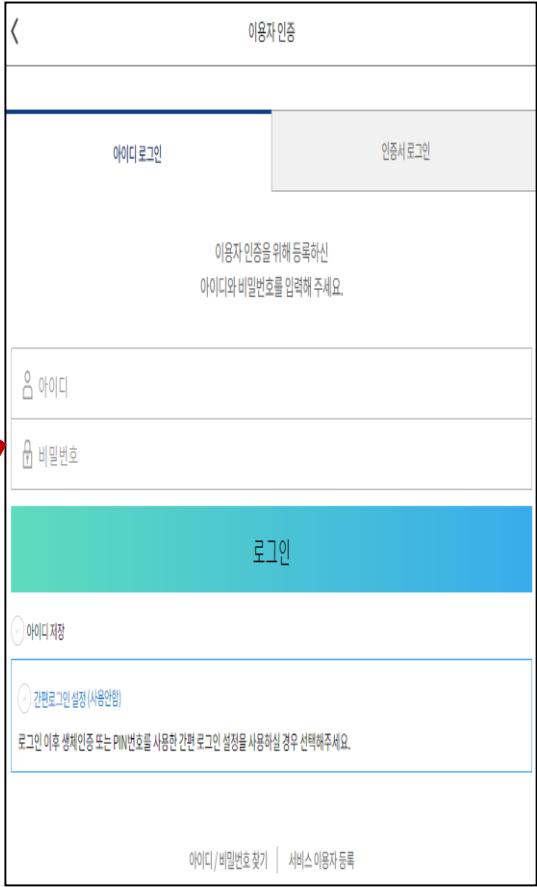 이용자 인증
아이디 로그인
인증서 로그인
이용자 인증을 위해 등록하신
아이디와 비밀번호를 입력해 주세요.
아이디
비밀번호
로그인
아이디 저장
간편로그인 설정 (사용안함)
로그인 이후 생체인증 또는 PIN번호를 사용한 간편 로그인 설정을 사용하실 경우 선택해주세요.
아이디 / 비밀번호 찾기 | 서비스 이용자 등록